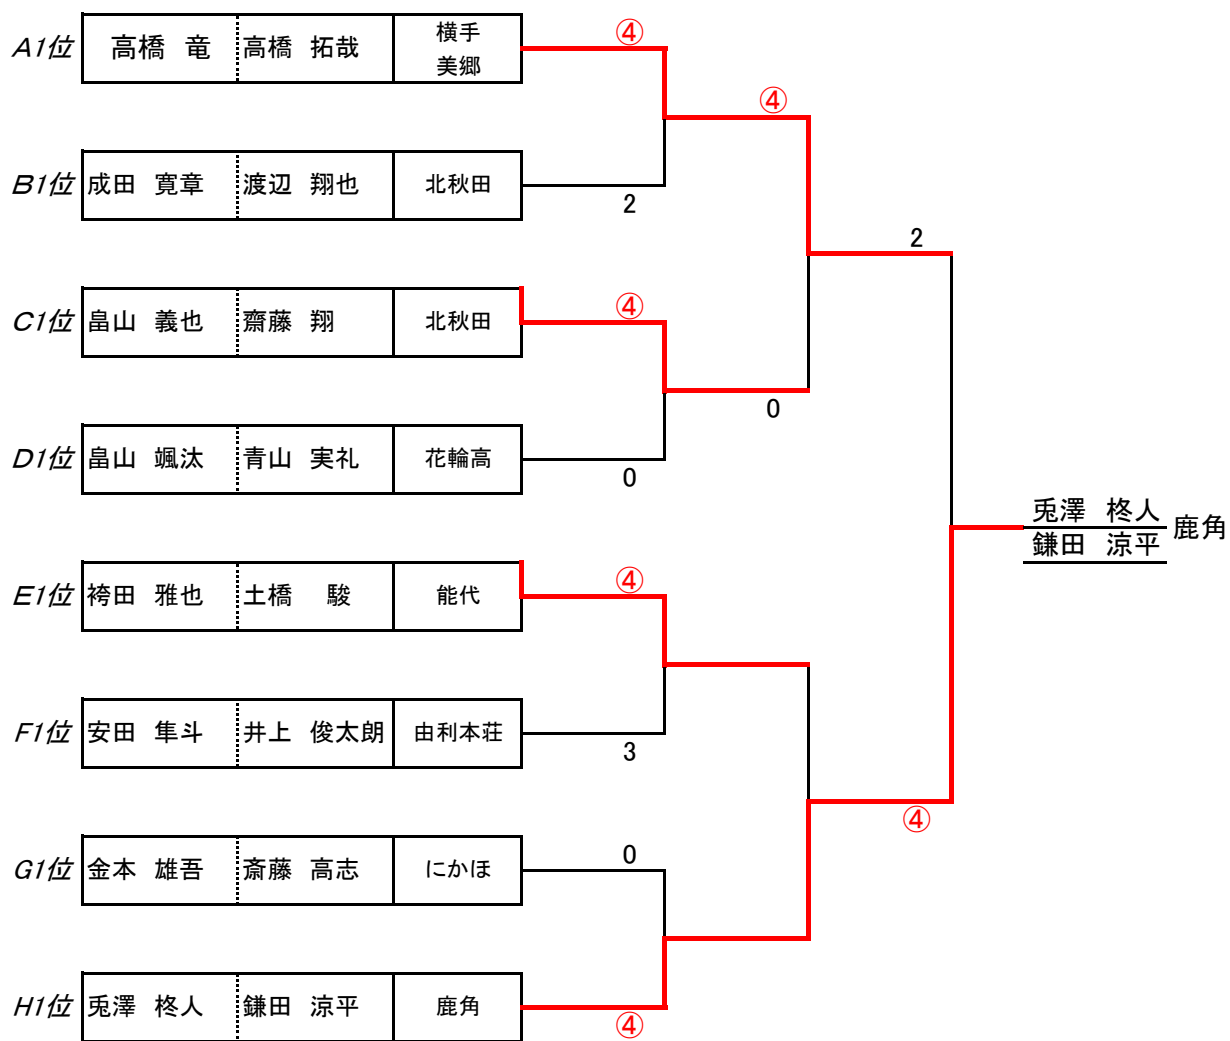 A1位 高橋 竜 高橋 拓哉 横手
美郷
④
④
B1位 成田 寛章 渡辺 翔也 北秋田
2
2
C1位 畠山 義也 齋藤 翔 北秋田
④
0
D1位 畠山 颯汰 青山 実礼 花輪高
0
兎澤 柊人
鎌田 涼平
鹿角
E1位 袴田 雅也 土橋 駿 能代
④
F1位 安田 隼斗 井上 俊太朗 由利本荘
3
④
G1位 金本 雄吾 斎藤 高志 にかほ
0
H1位 兎澤 柊人 鎌田 涼平 鹿角
④